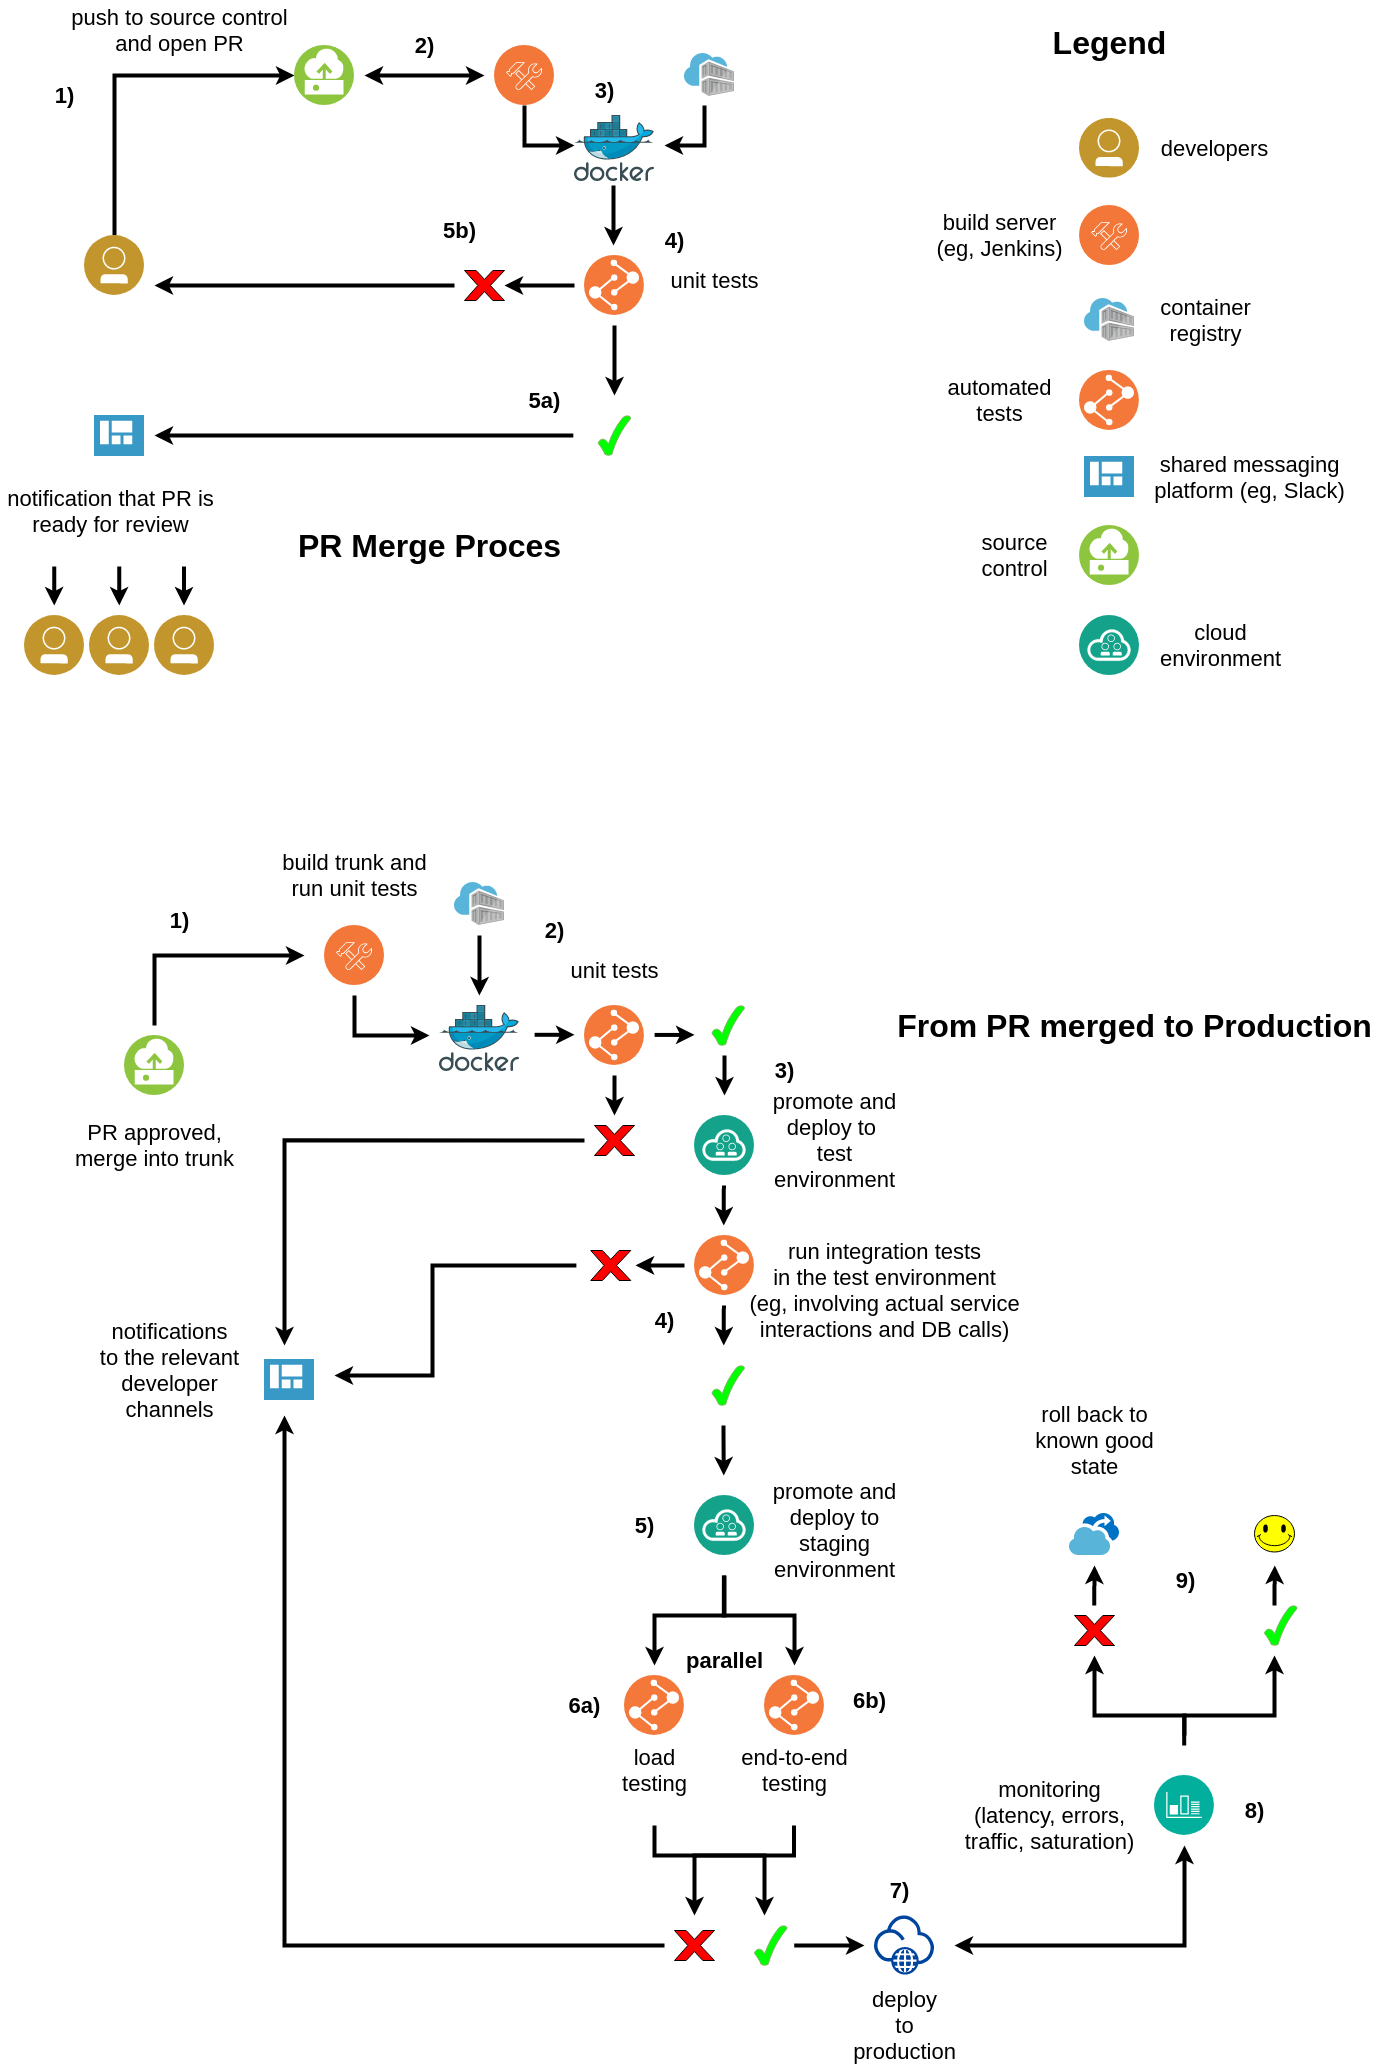 push to source control
and open PR
1)
2)
3)
docker
5b)
4)
unit tests
5a)
notification that PR is
ready for review
PR Merge Proces
Legend
developers
build server
(eg, Jenkins)
container
registry
automated
tests
shared messaging
platform (eg, Slack)
source
control
cloud
environment
build trunk and
run unit tests
1)
2)
unit tests
docker
PR approved,
merge into trunk
From PR merged to Production
3)
promote and
deploy to
test
environment
run integration tests
in the test environment
(eg, involving actual service
interactions and DB calls)
4)
notifications
to the relevant
developer
channels
5)
promote and
deploy to
staging
environment
parallel
6a)
6b)
load
testing
end-to-end
testing
7)
deploy
to
production
monitoring
(latency, errors,
traffic, saturation)
8)
9)
roll back to
known good
state